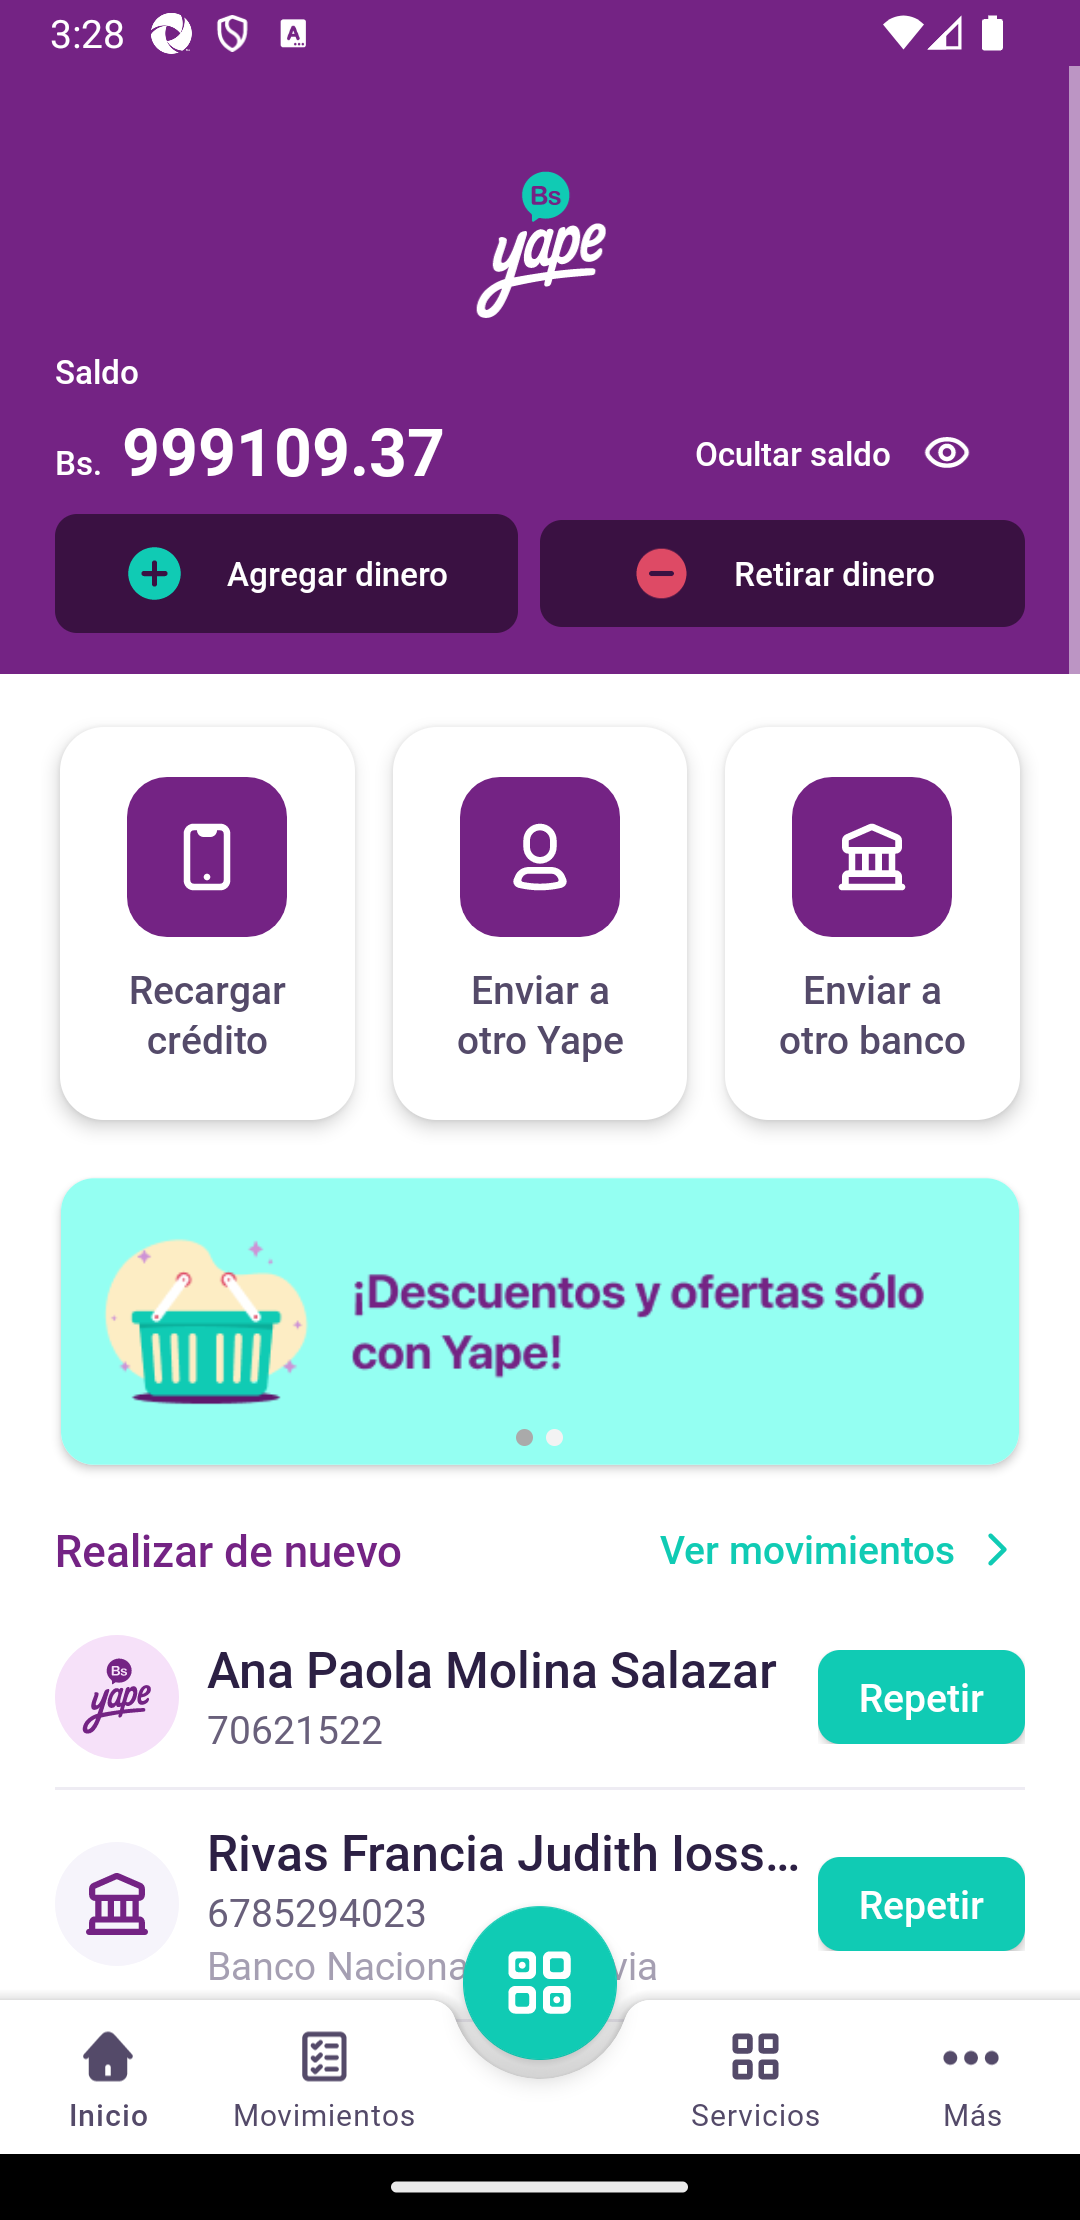 3:28
Bs
yape
Saldo
Bs. 999109.37
Ocultar saldo
Agregar dinero
Retirar dinero
Recargar
crédito
Enviar a
otro Yape
Enviar a
otro banco
¡Descuentos y ofertas sólo
con Yape!
Realizar de nuevo
Ver movimientos
Bs
yape
Ana Paola Molina Salazar
70621522
Repetir
Rivas Francia Judith Ioss...
6785294023
Banco Naciona
via
Repetir
Inicio
Movimientos
Servicios
Más